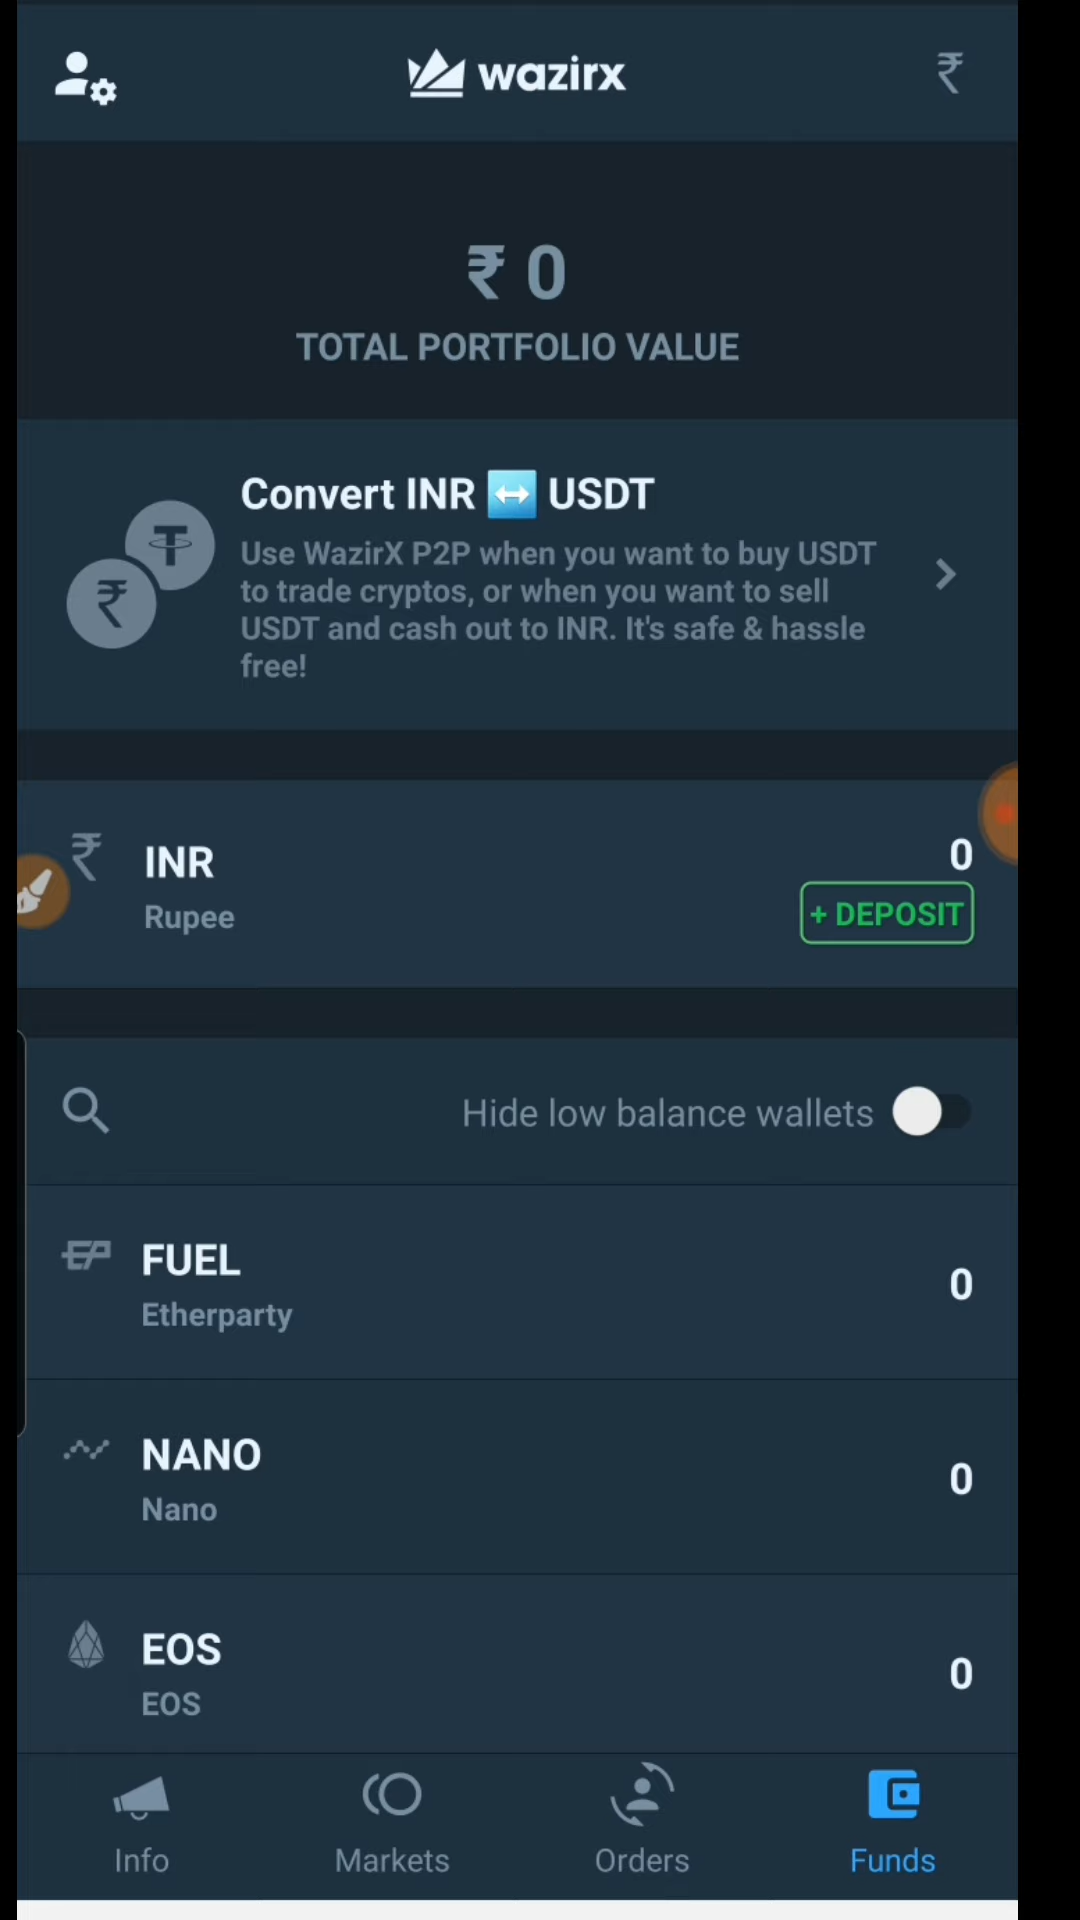 wazirx
₹
₹ 0
TOTAL PORTFOLIO VALUE
Convert INR ↔️ USDT
Use WazirX P2P when you want to buy USDT
to trade cryptos, or when you want to sell
USDT and cash out to INR. It's safe & hassle
free!
₹
INR
0
Rupee
+ DEPOSIT
Hide low balance wallets
FUEL
Etherparty
0
NANO
Nano
0
EOS
EOS
0
Info
Markets
Orders
Funds